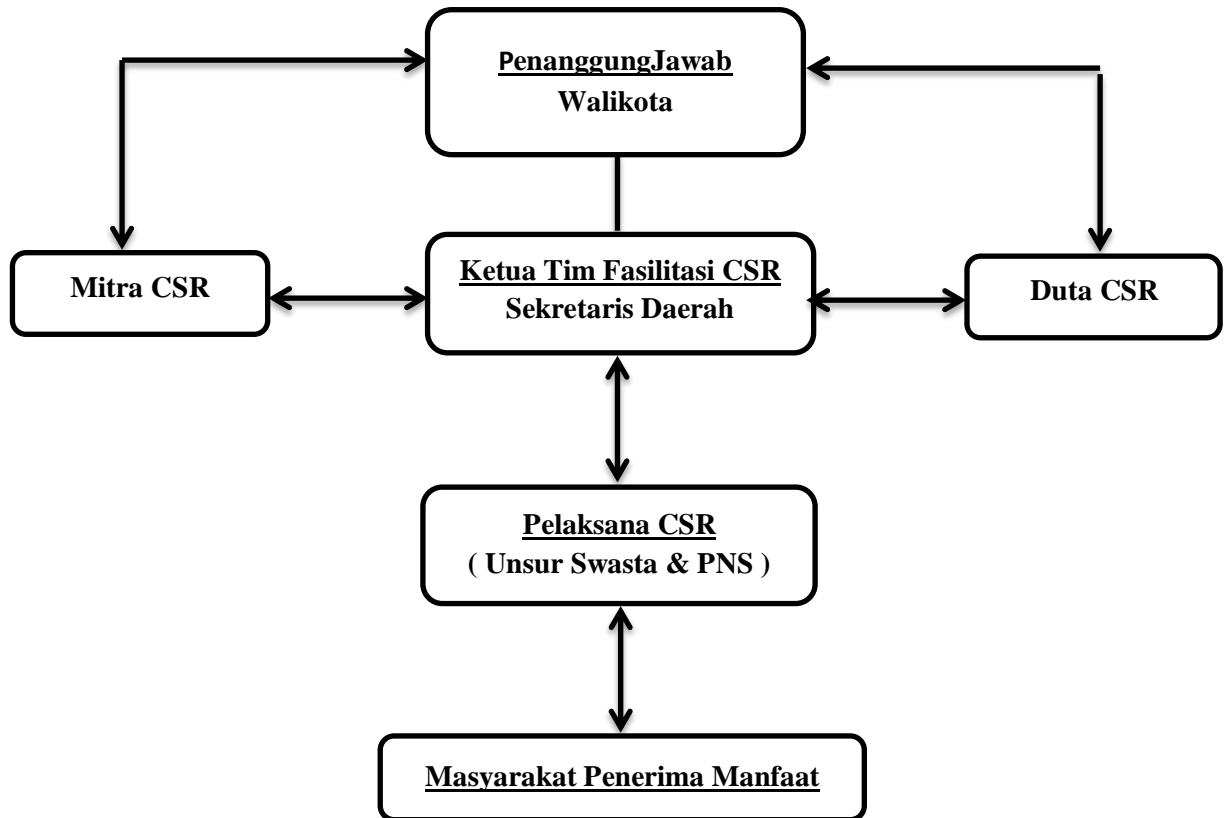 PenanggungJawab
Walikota
Mitra CSR
Ketua Tim Fasilitasi CSR
Sekretaris Daerah
Duta CSR
Pelaksana CSR
( Unsur Swasta & PNS )
Masyarakat Penerima Manfaat